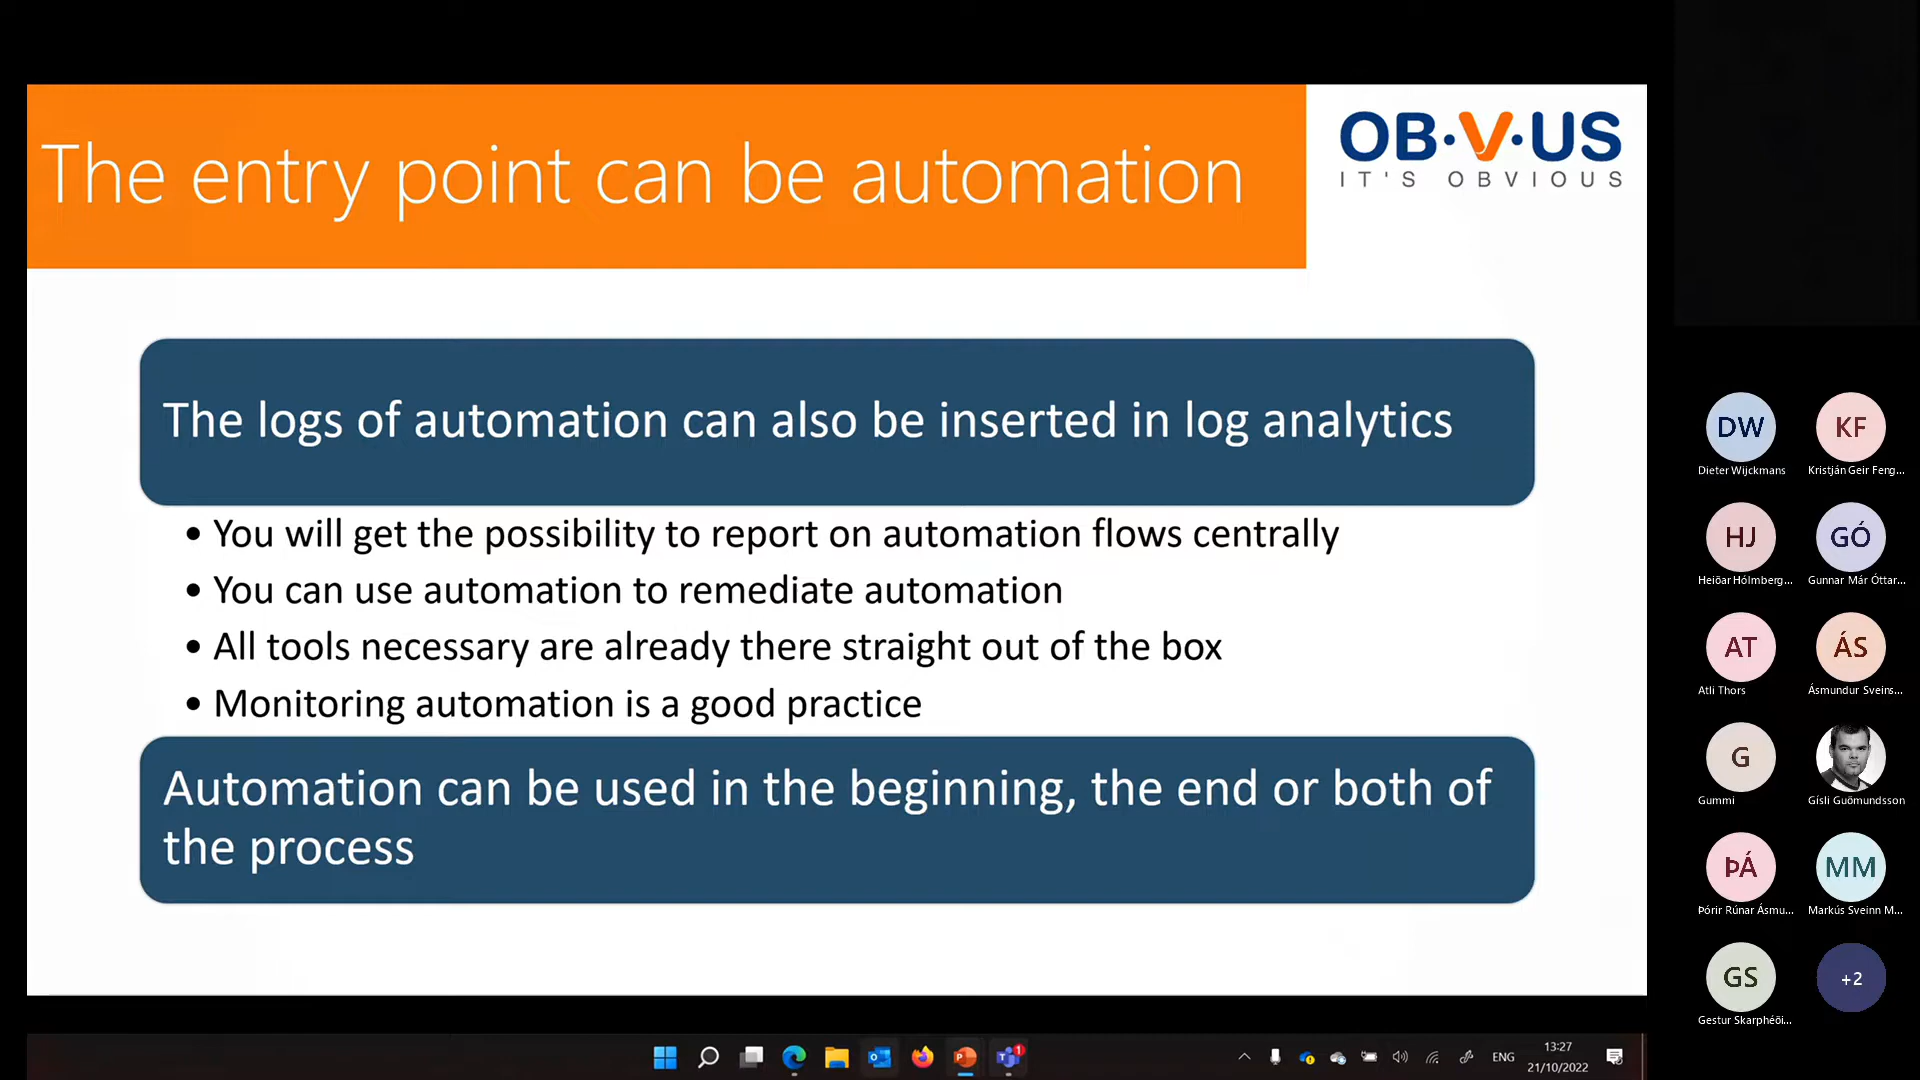 The entry point can be automation
OB·V·US
IT'S OBVIOUS
The logs of automation can also be inserted in log analytics
• You will get the possibility to report on automation flows centrally
• You can use automation to remediate automation
• All tools necessary are already there straight out of the box
• Monitoring automation is a good practice
Automation can be used in the beginning, the end or both of
the process
DW
Dieter Wijckmans
KF
Kristján Geir Feng...
HJ
Heiðar Hólmberg...
GÓ
Gunnar Már Óttar...
AT
Atli Thors
ÁS
Ásmundur Sveins...
G
Gummi
Gísli Guðmundsson
ÞÁ
Þórir Rúnar Ásmu...
MM
Markús Sveinn M...
GS
Gestur Skarphéði...
+2
1
ENG
13:27
21/10/2022